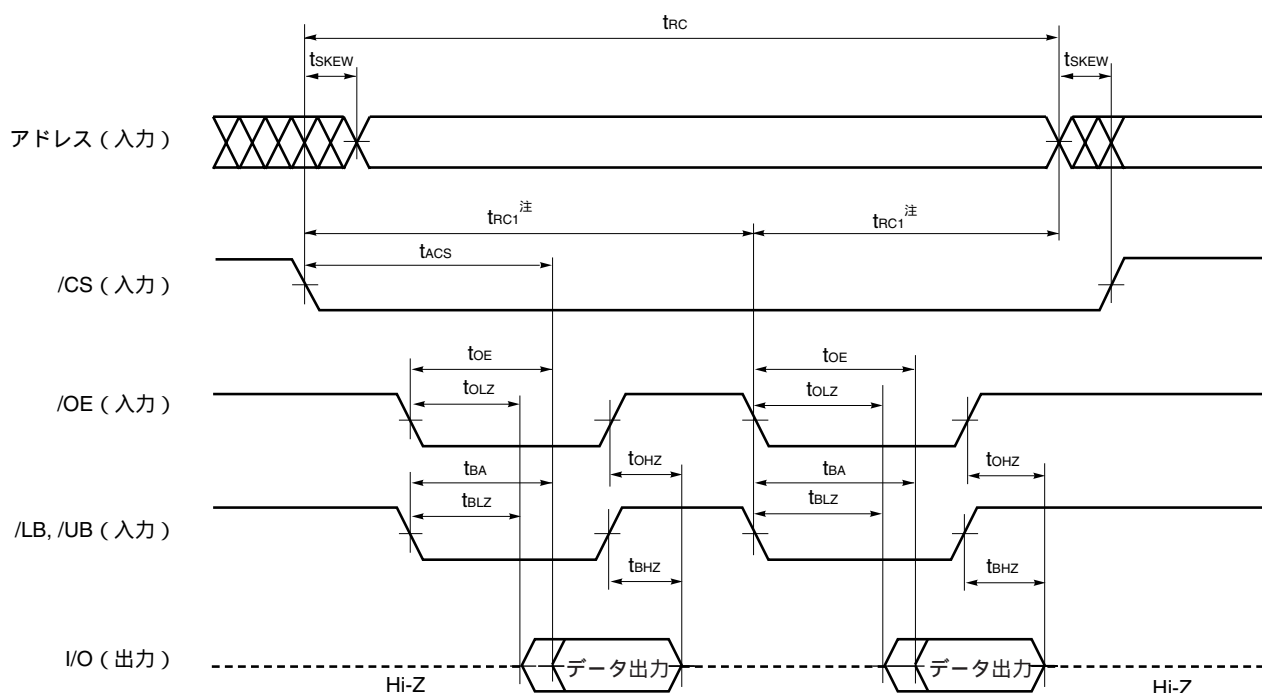 tRC
tSKEW tSKEW
アドレス（入力）
tRC1注 tRC1注
tACS
/CS（入力）
tOE tOE
tOLZ tOLZ
/OE（入力）
tOHZ tOHZ
tBA tBA
tBLZ tBLZ
/LB, /UB（入力）
tBHZ tBHZ
I/O（出力） データ出力 データ出力
Hi-Z Hi-Z